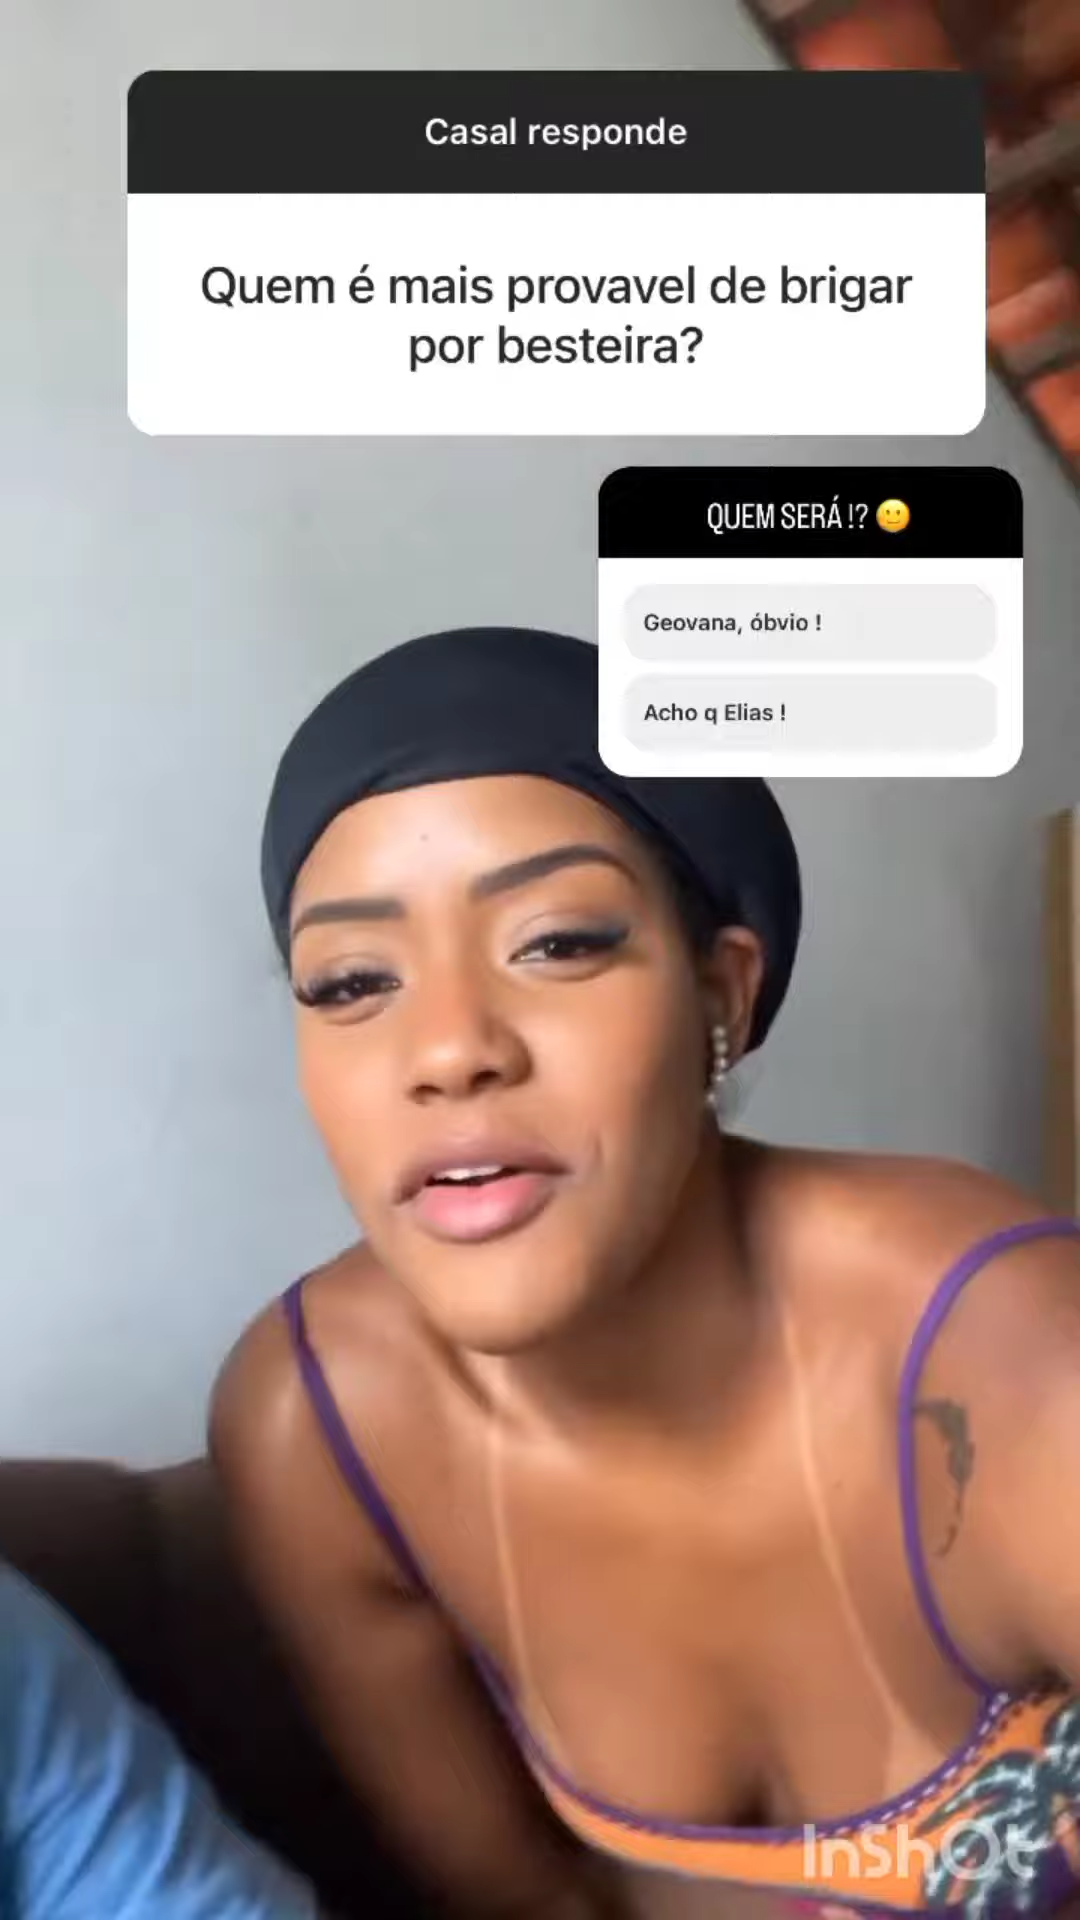 Casal responde
Quem é mais provavel de brigar
por besteira?
QUEM SERÁ !? 🙂
Geovana, óbvio !
Acho q Elias !
InShOt